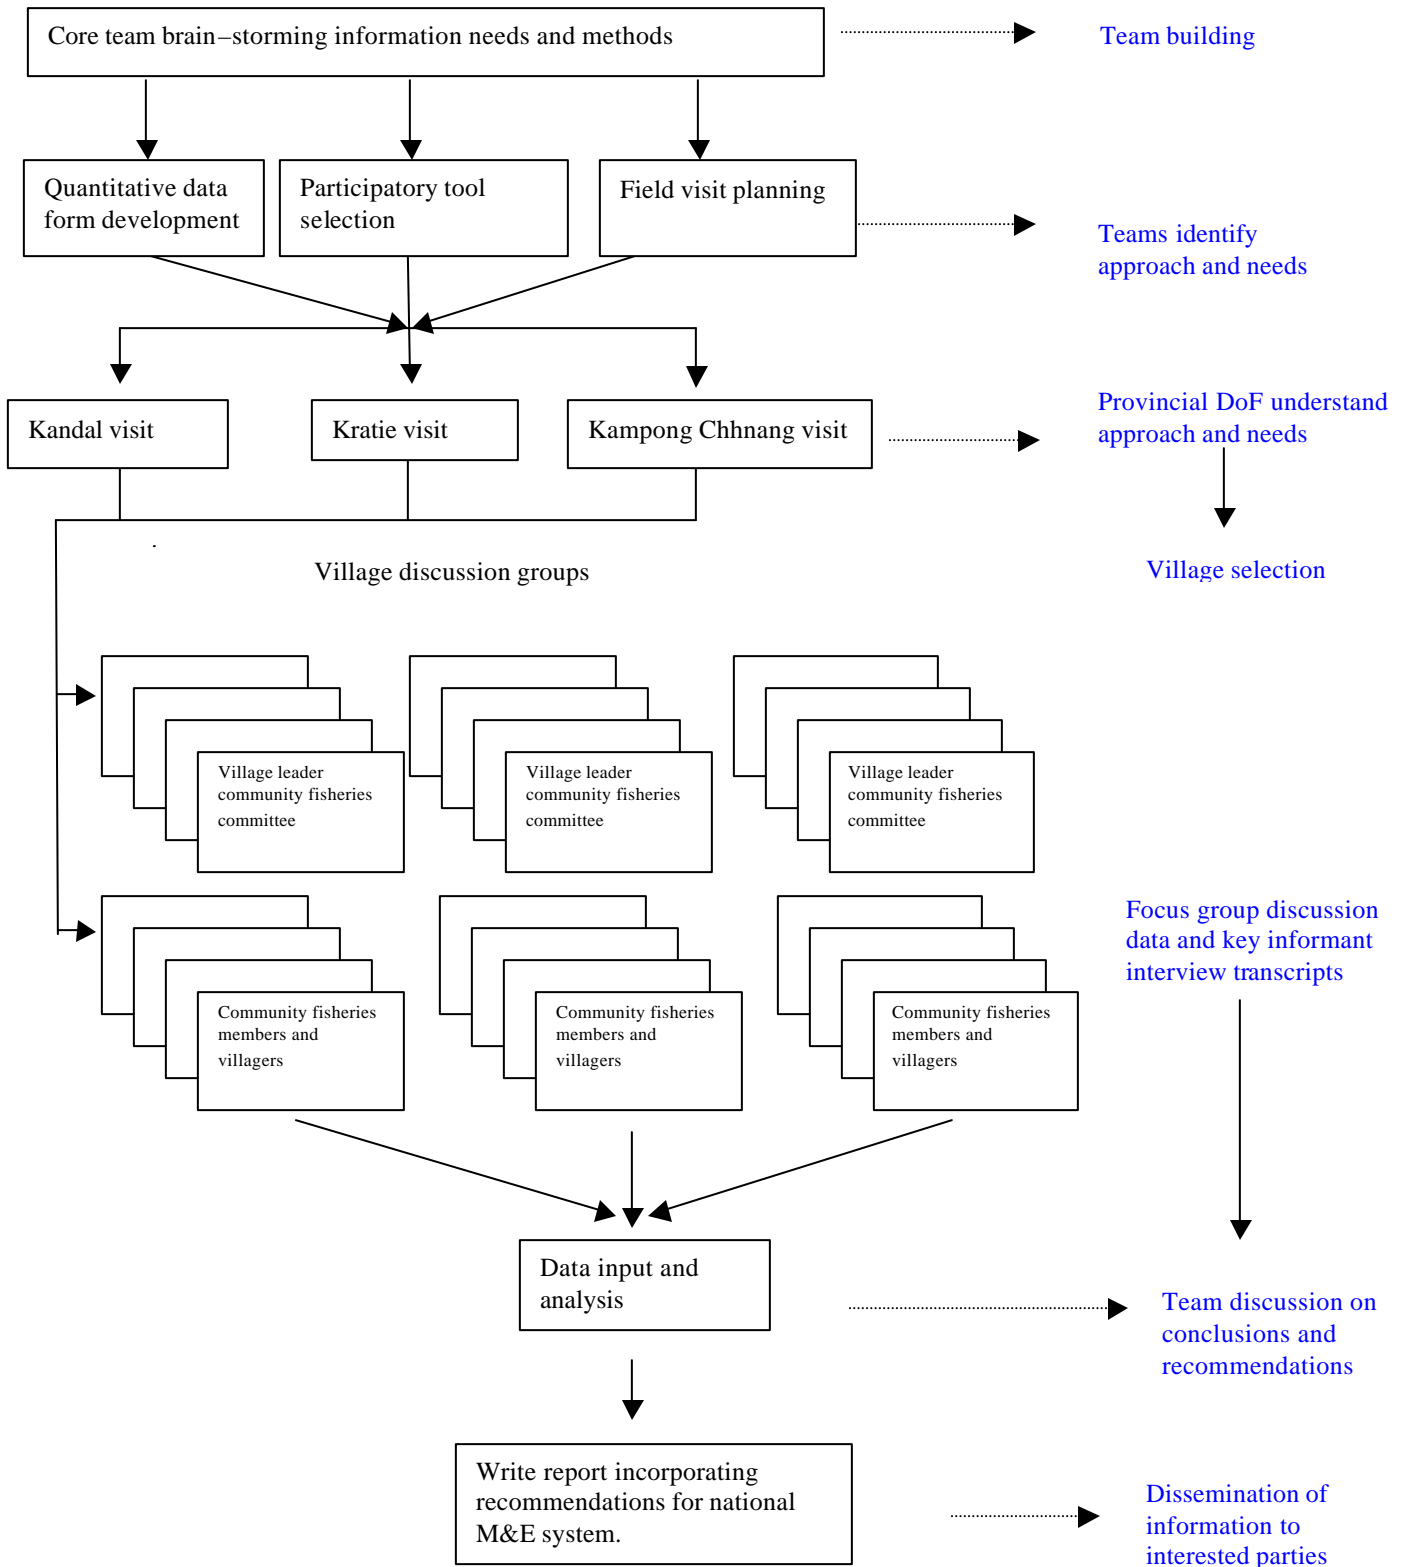 Core team brain–storming information needs and methods
Team building
Quantitative data
form development
Participatory tool
selection
Field visit planning
Teams identify
approach and needs
Kandal visit
Kratie visit
Kampong Chhnang visit
Provincial DoF understand
approach and needs
Village discussion groups
Village selection
Village leader
community fisheries
committee
Village leader
community fisheries
committee
Village leader
community fisheries
committee
Community fisheries
members and
villagers
Community fisheries
members and
villagers
Community fisheries
members and
villagers
Focus group discussion
data and key informant
interview transcripts
Data input and
analysis
Team discussion on
conclusions and
recommendations
Write report incorporating
recommendations for national
M&E system.
Dissemination of
information to
interested parties